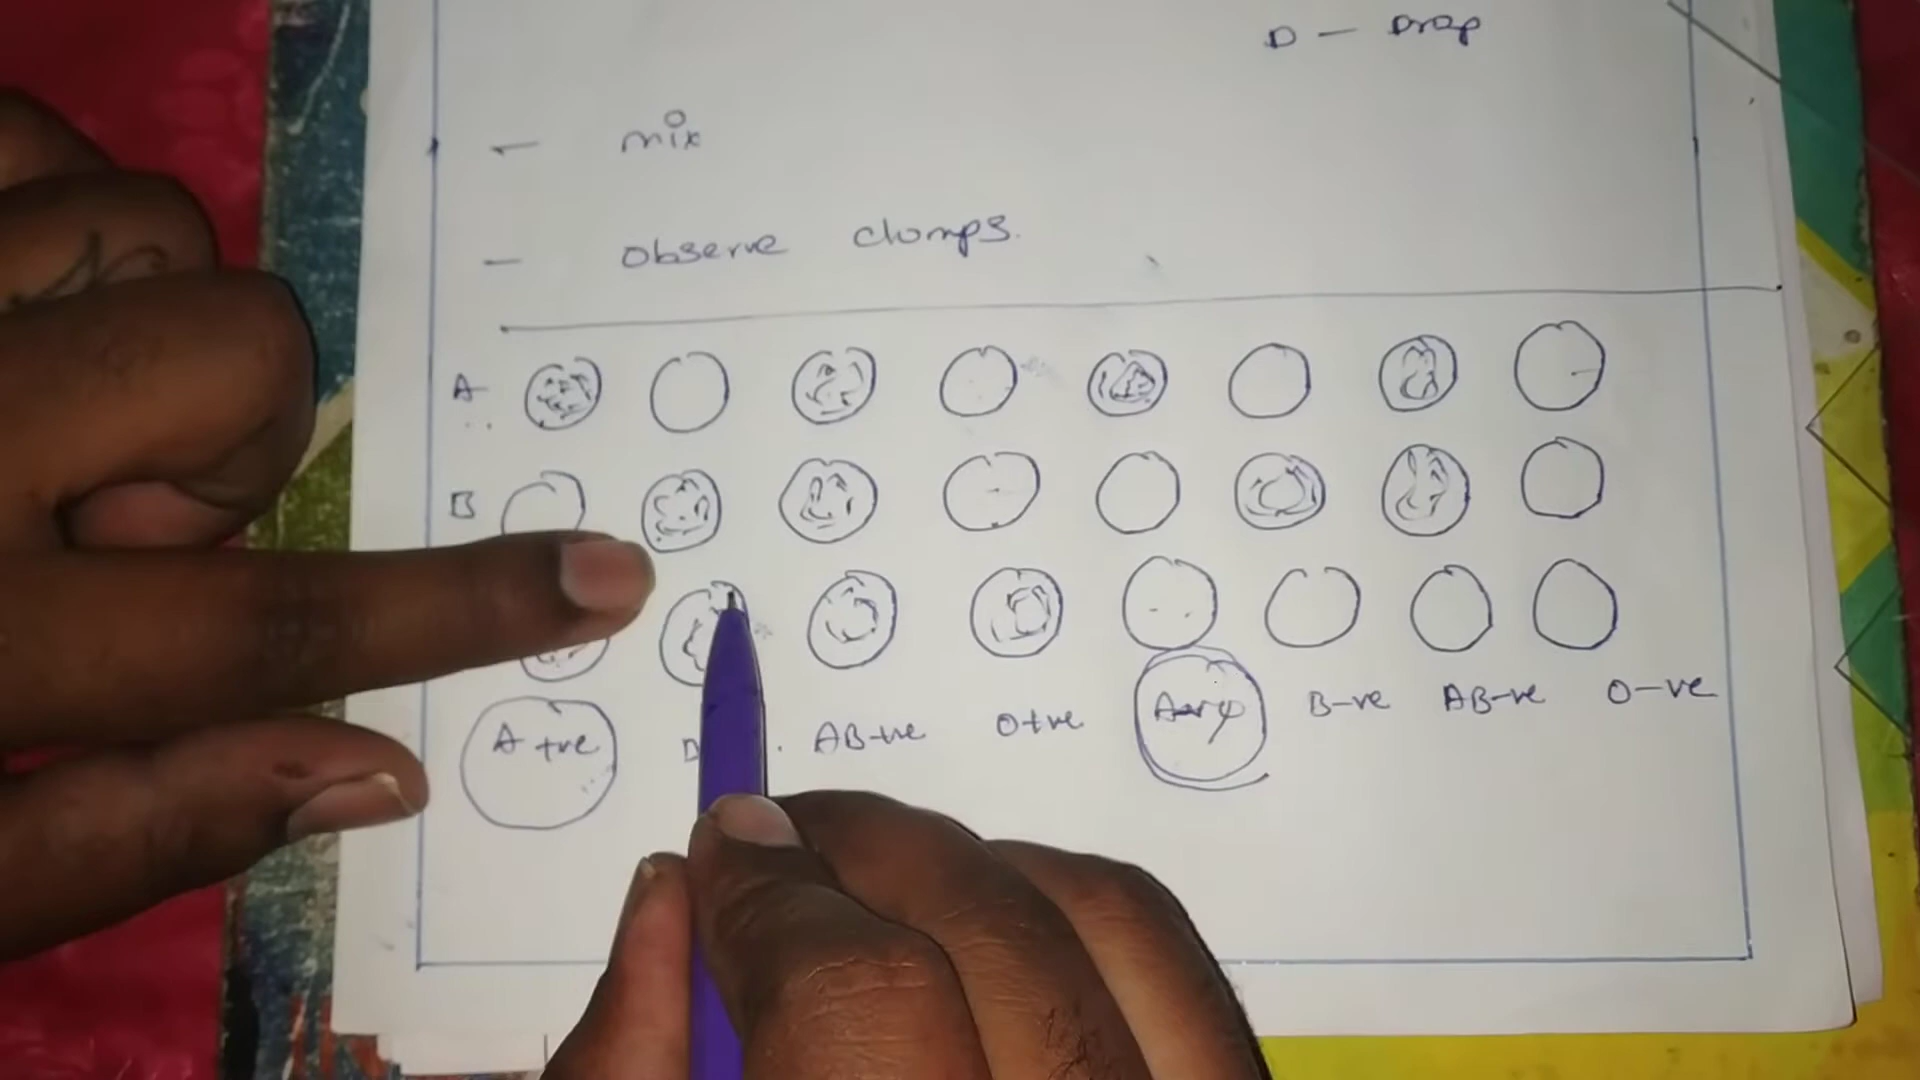 D - Drop
- mix
- observe clumps.
A
B
A +ve AB+ve O+ve B-ve AB-ve O-ve